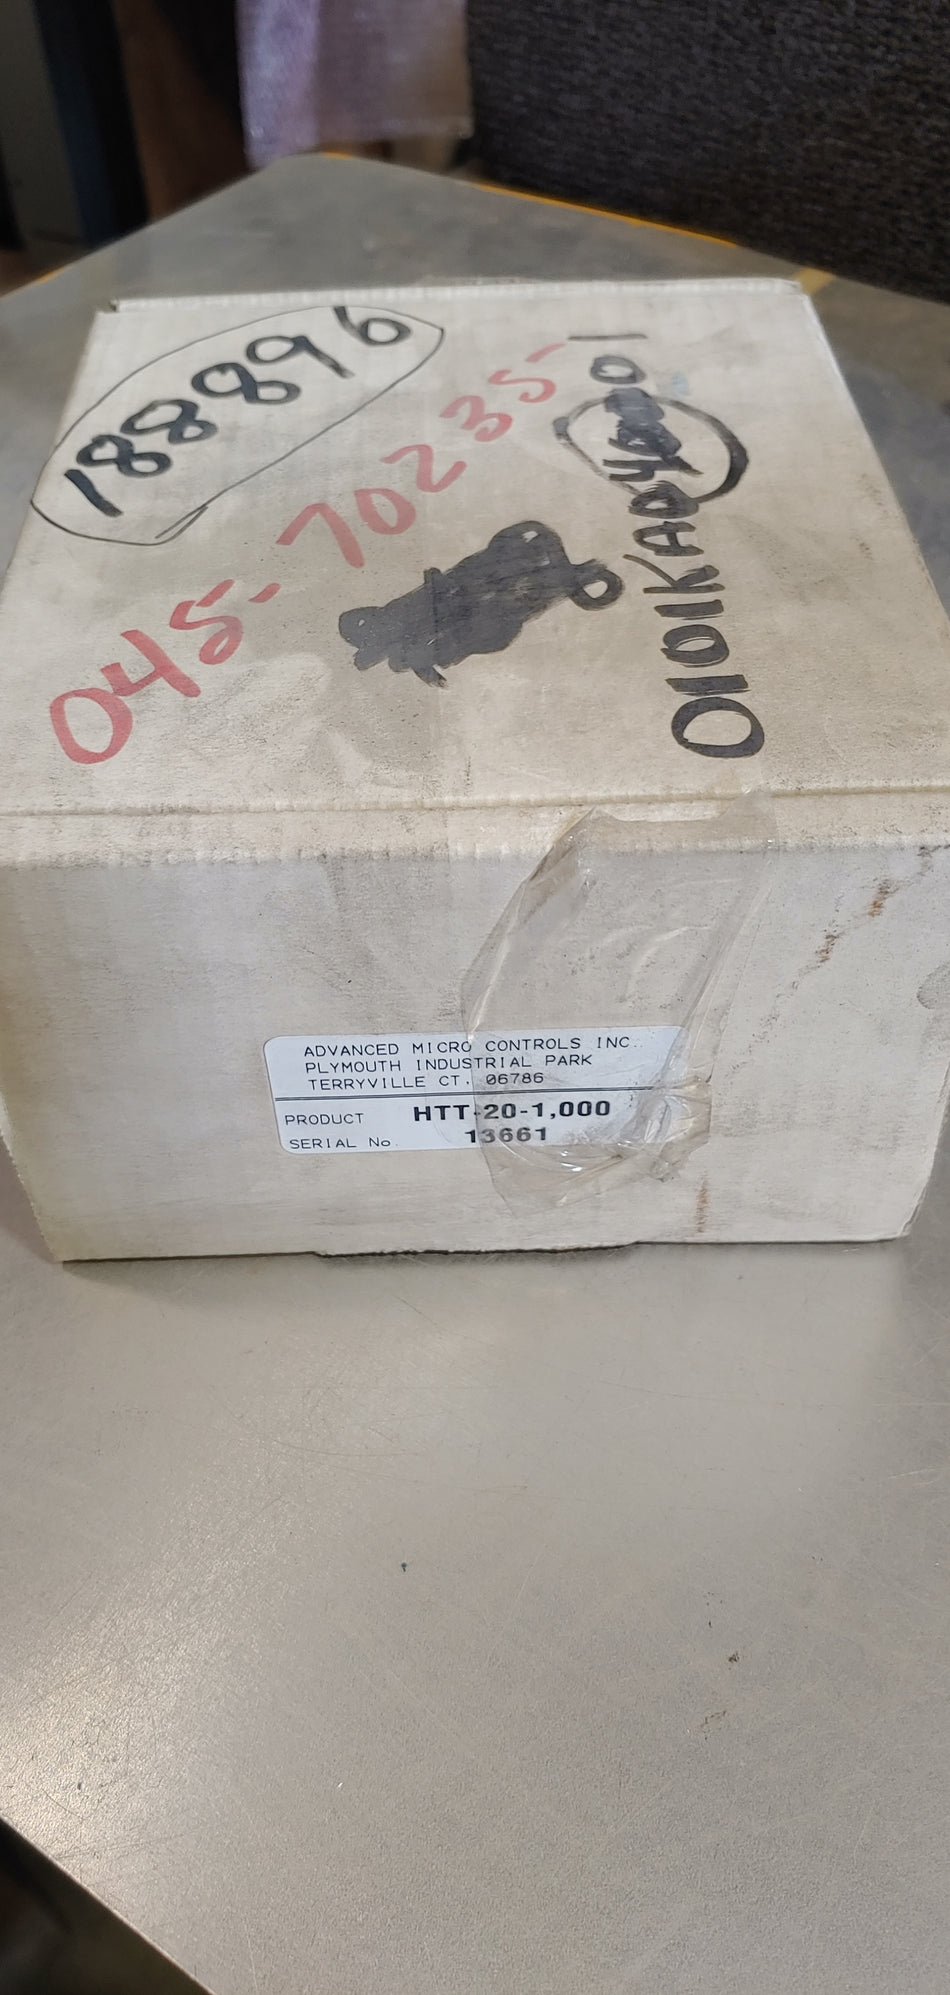 188896
045-70235-1
ADVANCED MICRO CONTROLS INC.
PLYMOUTH INDUSTRIAL PARK
TERRYVILLE CT. 06786
PRODUCT HTT-20-1,000
SERIAL No. 13661